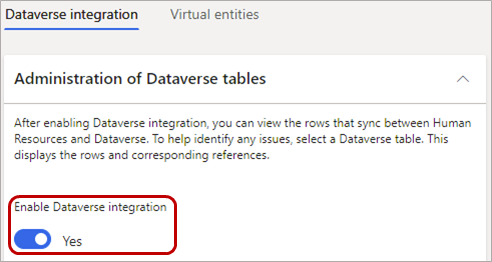 Dataverse integration Virtual entities
Administration of Dataverse tables
After enabling Dataverse integration, you can view the rows that sync between Human
Resources and Dataverse. To help identify any issues, select a Dataverse table. This
displays the rows and corresponding references.
Enable Dataverse integration
Yes